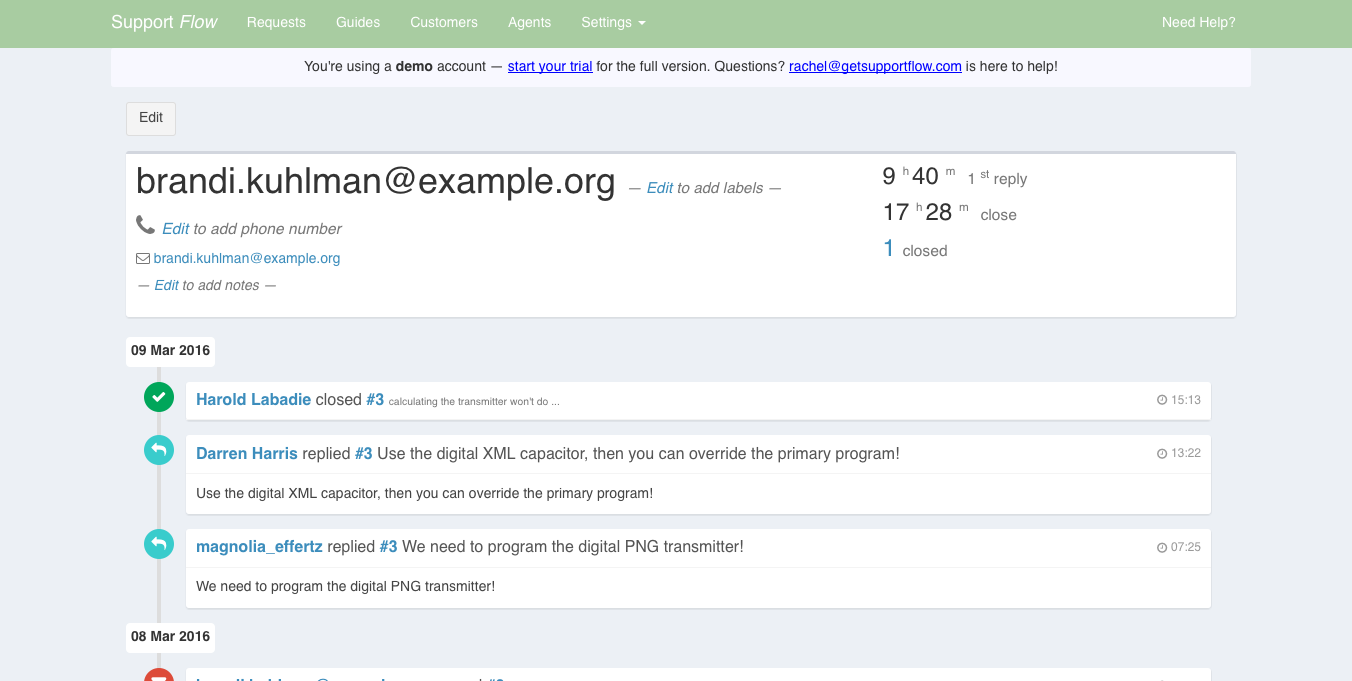 Support Flow Requests Guides Customers Agents Settings Need Help?
You're using a demo account — start your trial for the full version. Questions? rachel@getsupportflow.com is here to help!
Edit
brandi.kuhlman@example.org — Edit to add labels —
9 h 40 m 1 st reply
Edit to add phone number
17 h 28 m close
brandi.kuhlman@example.org
1 closed
— Edit to add notes —
09 Mar 2016
Harold Labadie closed #3 calculating the transmitter won't do ... 15:13
Darren Harris replied #3 Use the digital XML capacitor, then you can override the primary program! 13:22
Use the digital XML capacitor, then you can override the primary program!
magnolia_effertz replied #3 We need to program the digital PNG transmitter! 07:25
We need to program the digital PNG transmitter!
08 Mar 2016